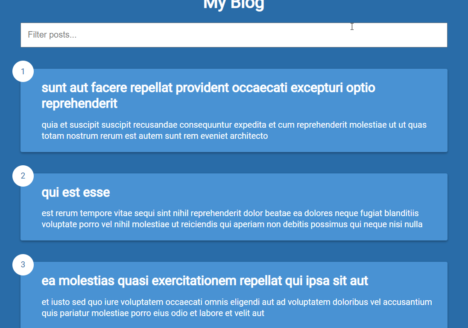 My Blog
Filter posts...
1
sunt aut facere repellat provident occaecati excepturi optio
reprehenderit
quia et suscipit suscipit recusandae consequuntur expedita et cum reprehenderit molestiae ut ut quas
totam nostrum rerum est autem sunt rem eveniet architecto
2
qui est esse
est rerum tempore vitae sequi sint nihil reprehenderit dolor beatae ea dolores neque fugiat blanditiis
voluptate porro vel nihil molestiae ut reiciendis qui aperiam non debitis possimus qui neque nisi nulla
3
ea molestias quasi exercitationem repellat qui ipsa sit aut
et iusto sed quo iure voluptatem occaecati omnis eligendi aut ad voluptatem doloribus vel accusantium
quis pariatur molestiae porro eius odio et labore et velit aut